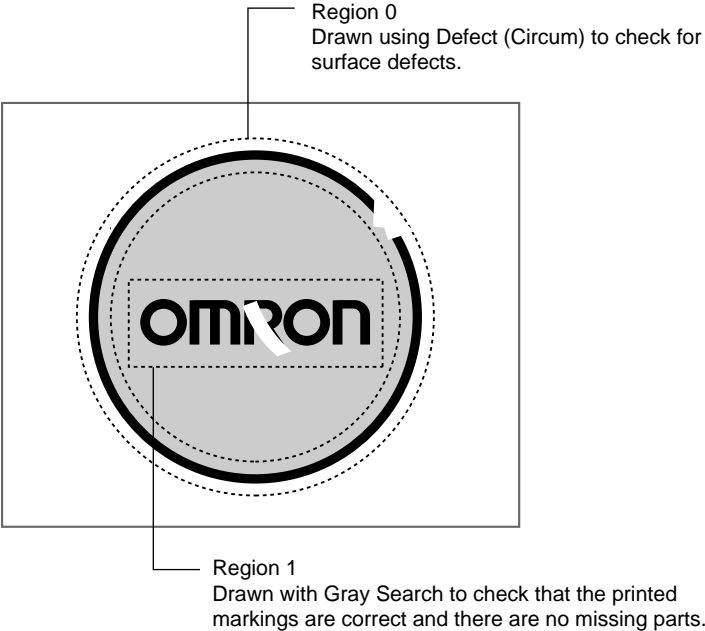 Region 0
Drawn using Defect (Circum) to check for
surface defects.
OMRON
Region 1
Drawn with Gray Search to check that the printed
markings are correct and there are no missing parts.